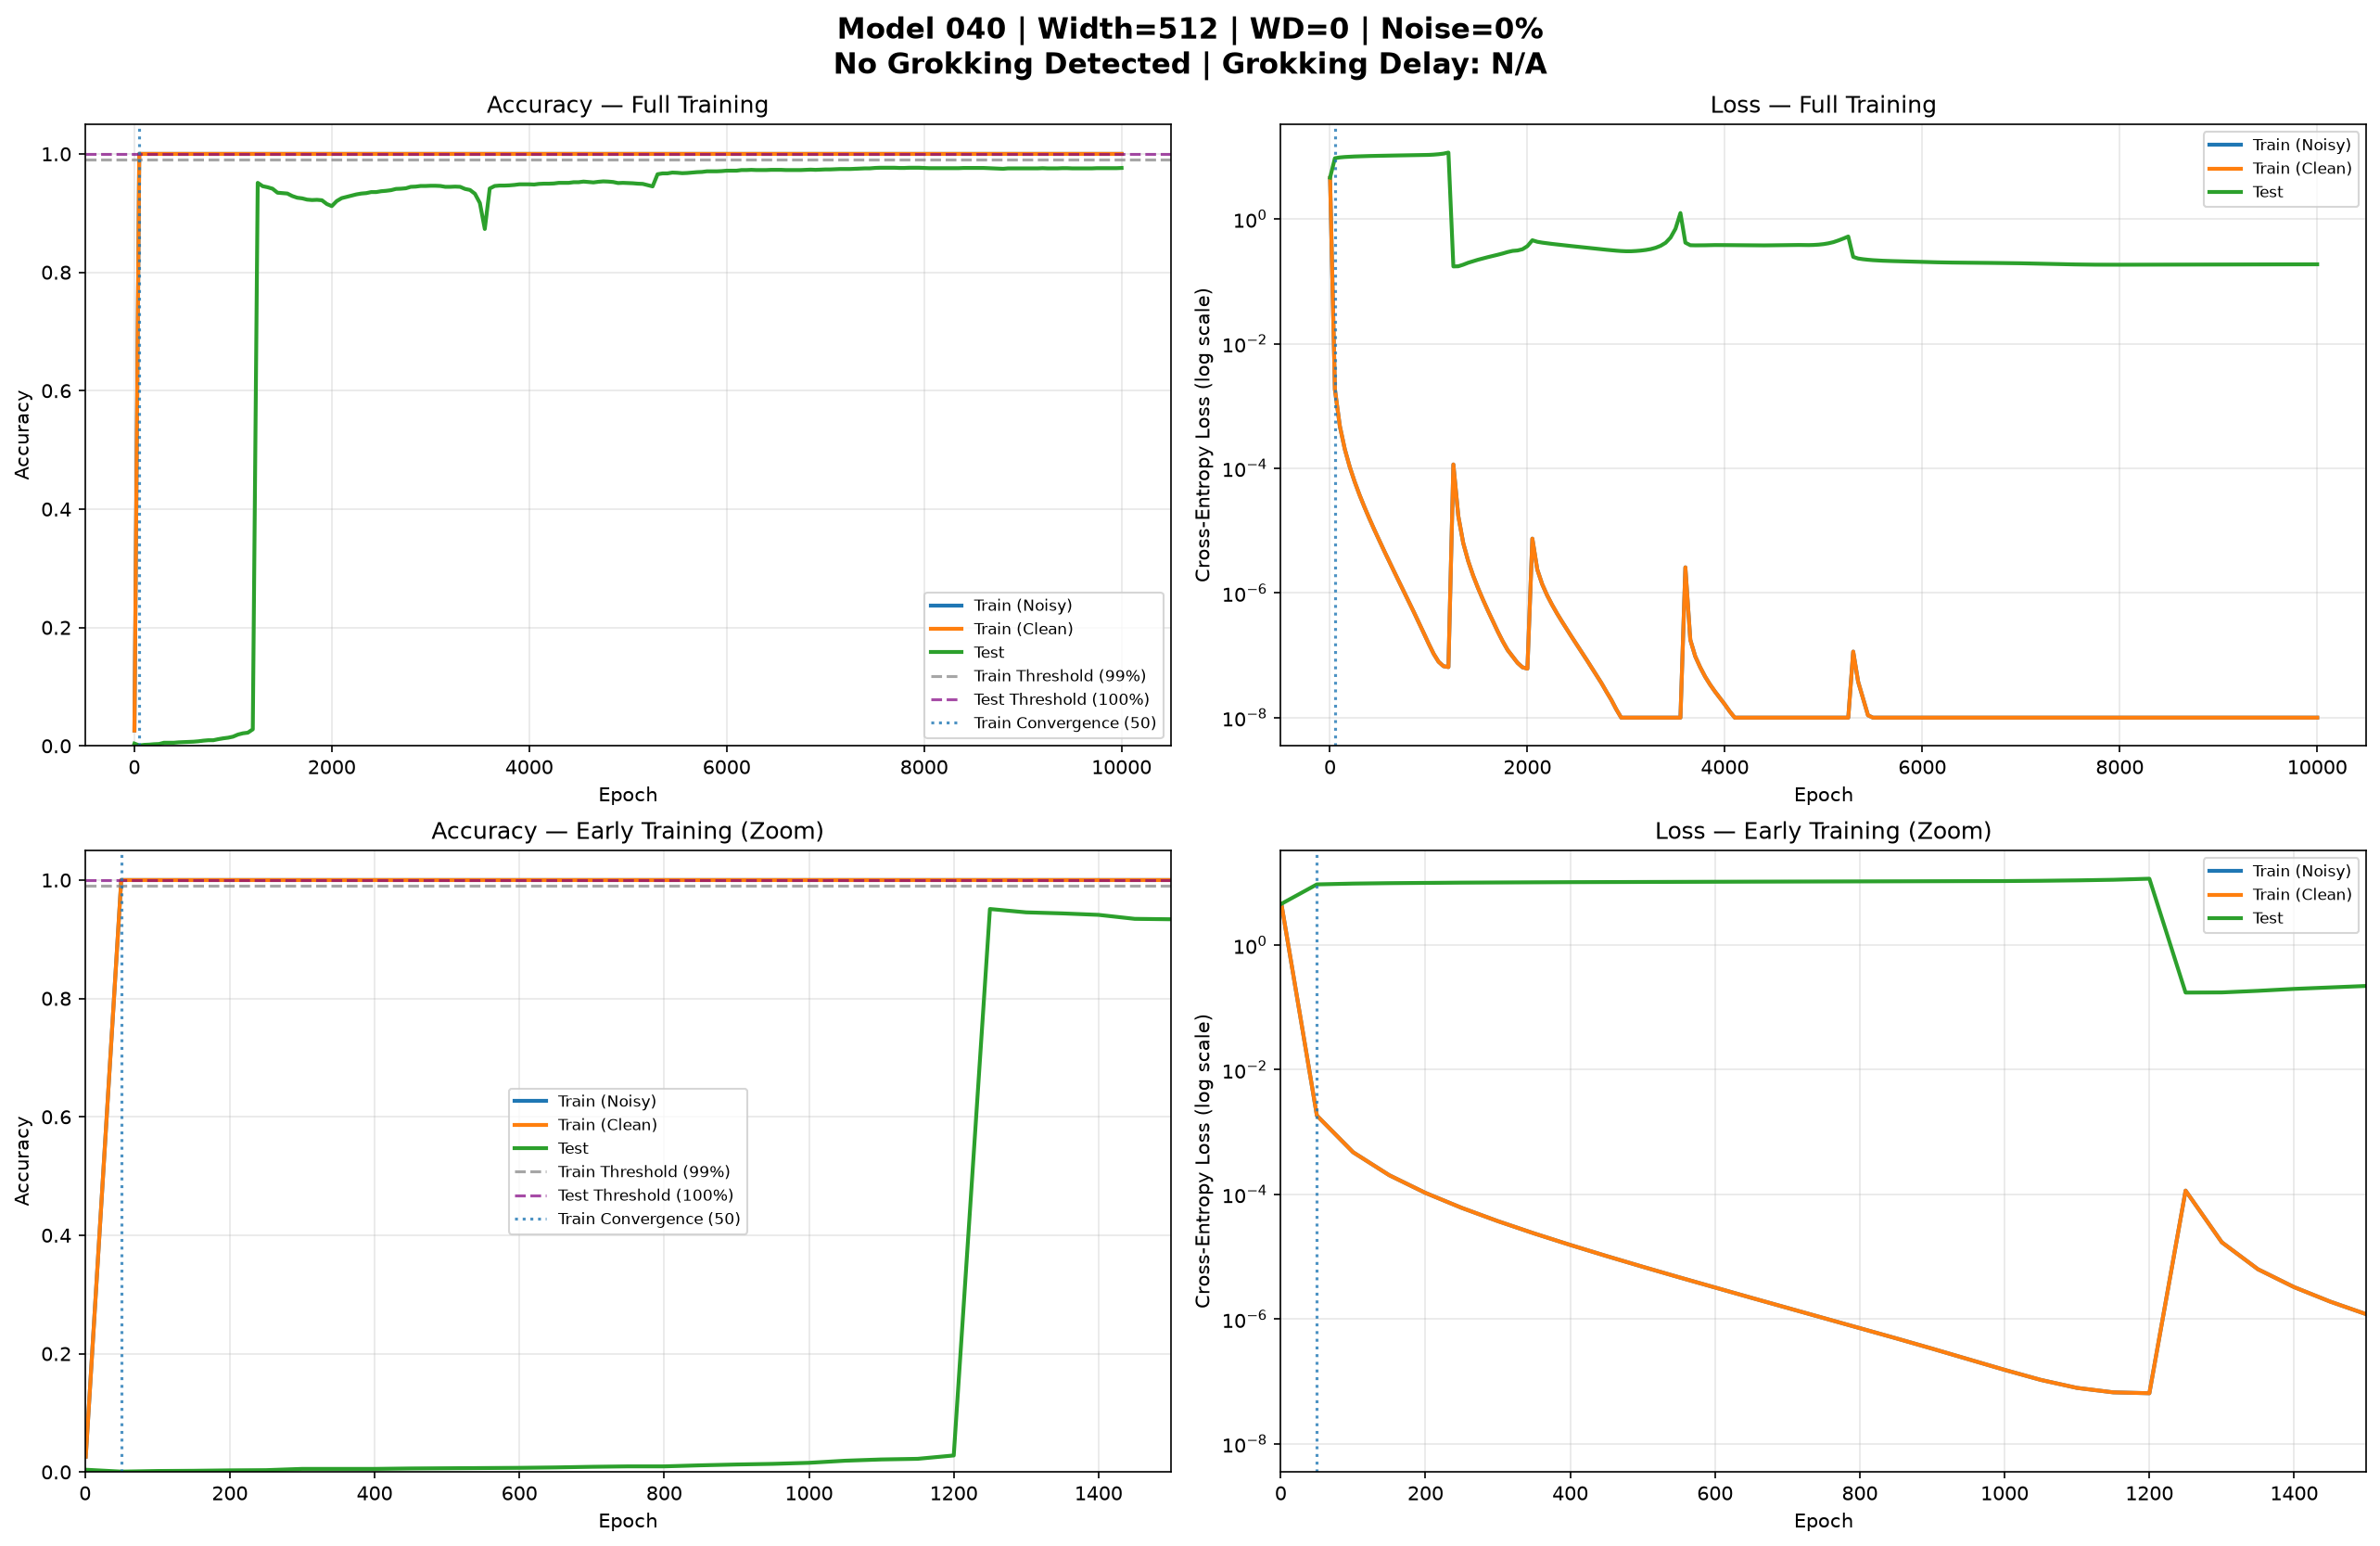 Model 040 | Width=512 | WD=0 | Noise=0%
No Grokking Detected | Grokking Delay: N/A
Accuracy — Full Training
1.0
0.8
0.6
0.4
0.2
0.0
Accuracy
0 2000 4000 6000 8000 10000
Epoch
Train (Noisy)
Train (Clean)
Test
Train Threshold (99%)
Test Threshold (100%)
Train Convergence (50)
Loss — Full Training
10⁰
10⁻²
10⁻⁴
10⁻⁶
10⁻⁸
Cross-Entropy Loss (log scale)
0 2000 4000 6000 8000 10000
Epoch
Train (Noisy)
Train (Clean)
Test
Accuracy — Early Training (Zoom)
1.0
0.8
0.6
0.4
0.2
0.0
Accuracy
0 200 400 600 800 1000 1200 1400
Epoch
Train (Noisy)
Train (Clean)
Test
Train Threshold (99%)
Test Threshold (100%)
Train Convergence (50)
Loss — Early Training (Zoom)
10⁰
10⁻²
10⁻⁴
10⁻⁶
10⁻⁸
Cross-Entropy Loss (log scale)
0 200 400 600 800 1000 1200 1400
Epoch
Train (Noisy)
Train (Clean)
Test